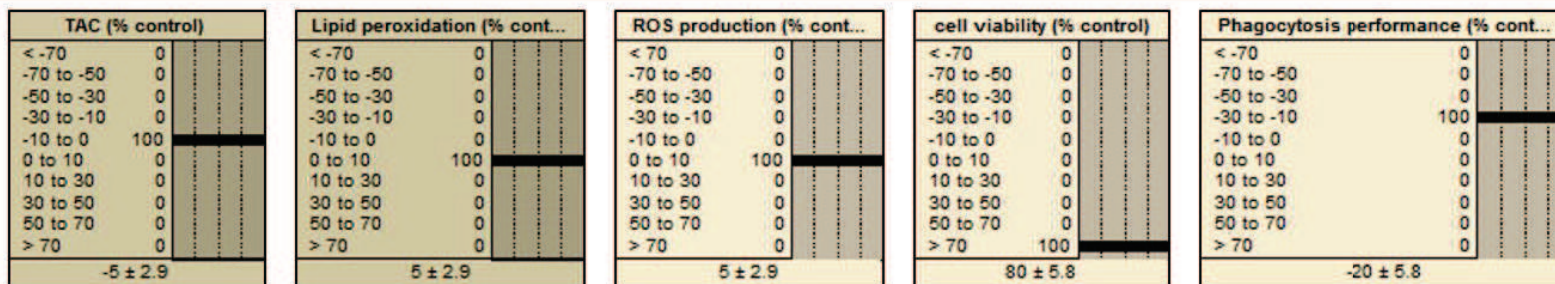 TAC (% control)
< -70 0
-70 to -50 0
-50 to -30 0
-30 to -10 0
-10 to 0 100
0 to 10 0
10 to 30 0
30 to 50 0
50 to 70 0
> 70 0
-5 ± 2.9
Lipid peroxidation (% cont...
< -70 0
-70 to -50 0
-50 to -30 0
-30 to -10 0
-10 to 0 0
0 to 10 100
10 to 30 0
30 to 50 0
50 to 70 0
> 70 0
5 ± 2.9
ROS production (% cont...
< 70 0
-70 to -50 0
-50 to -30 0
-30 to -10 0
-10 to 0 0
0 to 10 100
10 to 30 0
30 to 50 0
50 to 70 0
> 70 0
5 ± 2.9
cell viability (% control)
< -70 0
-70 to -50 0
-50 to -30 0
-30 to -10 0
-10 to 0 0
0 to 10 0
10 to 30 0
30 to 50 0
50 to 70 0
> 70 100
80 ± 5.8
Phagocytosis performance (% cont...
< -70 0
-70 to -50 0
-50 to -30 0
-30 to -10 100
-10 to 0 0
0 to 10 0
10 to 30 0
30 to 50 0
50 to 70 0
> 70 0
-20 ± 5.8